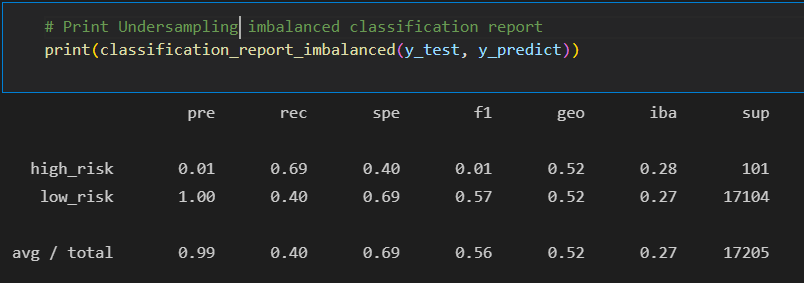 # Print Undersampling imbalanced classification report
print(classification_report_imbalanced(y_test, y_predict))
pre rec spe f1 geo iba sup
high_risk 0.01 0.69 0.40 0.01 0.52 0.28 101
low_risk 1.00 0.40 0.69 0.57 0.52 0.27 17104
avg / total 0.99 0.40 0.69 0.56 0.52 0.27 17205